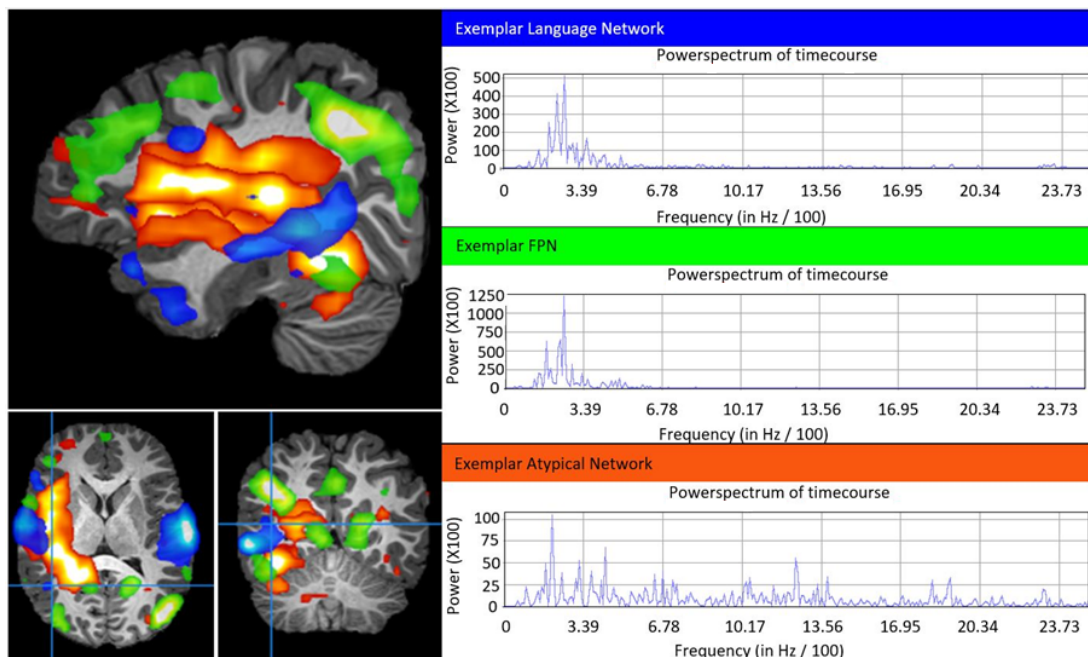 Exemplar Language Network
Powerspectrum of timecourse
Power (X100)
500
400
300
200
100
0
0 3.39 6.78 10.17 13.56 16.95 20.34 23.73
Frequency (in Hz / 100)
Exemplar FPN
Powerspectrum of timecourse
Power (X100)
1250
1000
750
500
250
0
0 3.39 6.78 10.17 13.56 16.95 20.34 23.73
Frequency (in Hz / 100)
Exemplar Atypical Network
Powerspectrum of timecourse
Power (X100)
100
75
50
25
0
0 3.39 6.78 10.17 13.56 16.95 20.34 23.73
Frequency (in Hz / 100)